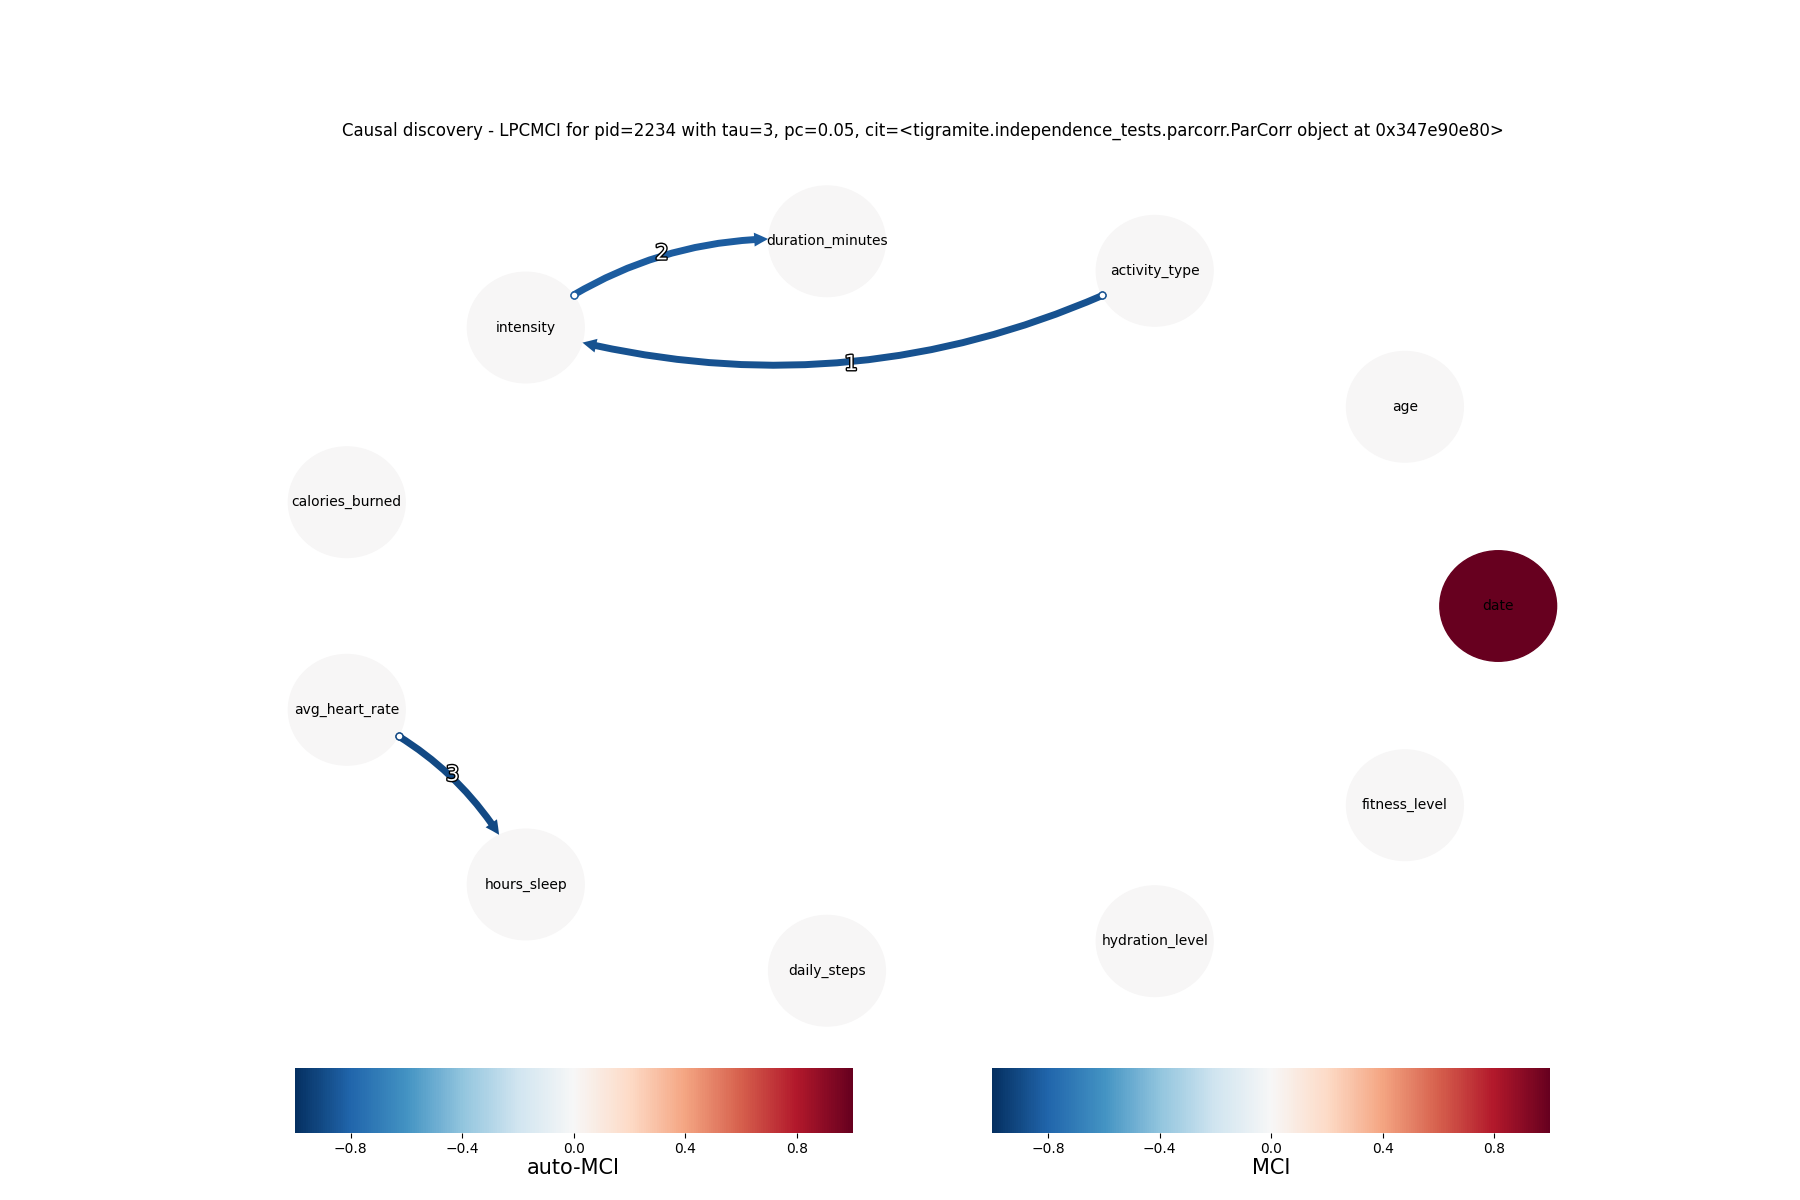 Causal discovery - LPCMCI for pid=2234 with tau=3, pc=0.05, cit=<tigramite.independence_tests.parcorr.ParCorr object at 0x347e90e80>
duration_minutes
2
activity_type
intensity
1
age
calories_burned
date
avg_heart_rate
3
fitness_level
hours_sleep
hydration_level
daily_steps
−0.8 −0.4 0.0 0.4 0.8
auto-MCI
−0.8 −0.4 0.0 0.4 0.8
MCI